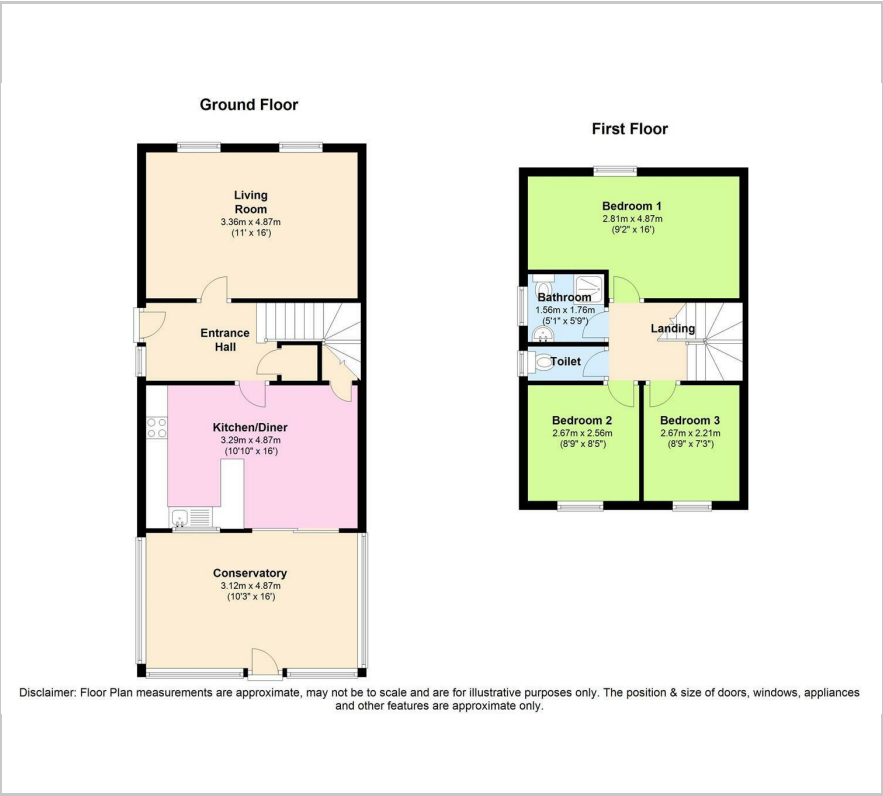 Ground Floor
Living
Room
3.36m x 4.87m
(11' x 16')
Entrance
Hall
Kitchen/Diner
3.29m x 4.87m
(10'10" x 16')
Conservatory
3.12m x 4.87m
(10'3" x 16')
First Floor
Bedroom 1
2.81m x 4.87m
(9'2" x 16')
Bathroom
1.56m x 1.76m
(5'1" x 5'9")
Landing
Toilet
Bedroom 2
2.67m x 2.56m
(8'9" x 8'5")
Bedroom 3
2.67m x 2.21m
(8'9" x 7'3")
Disclaimer: Floor Plan measurements are approximate, may not be to scale and are for illustrative purposes only. The position & size of doors, windows, appliances
and other features are approximate only.